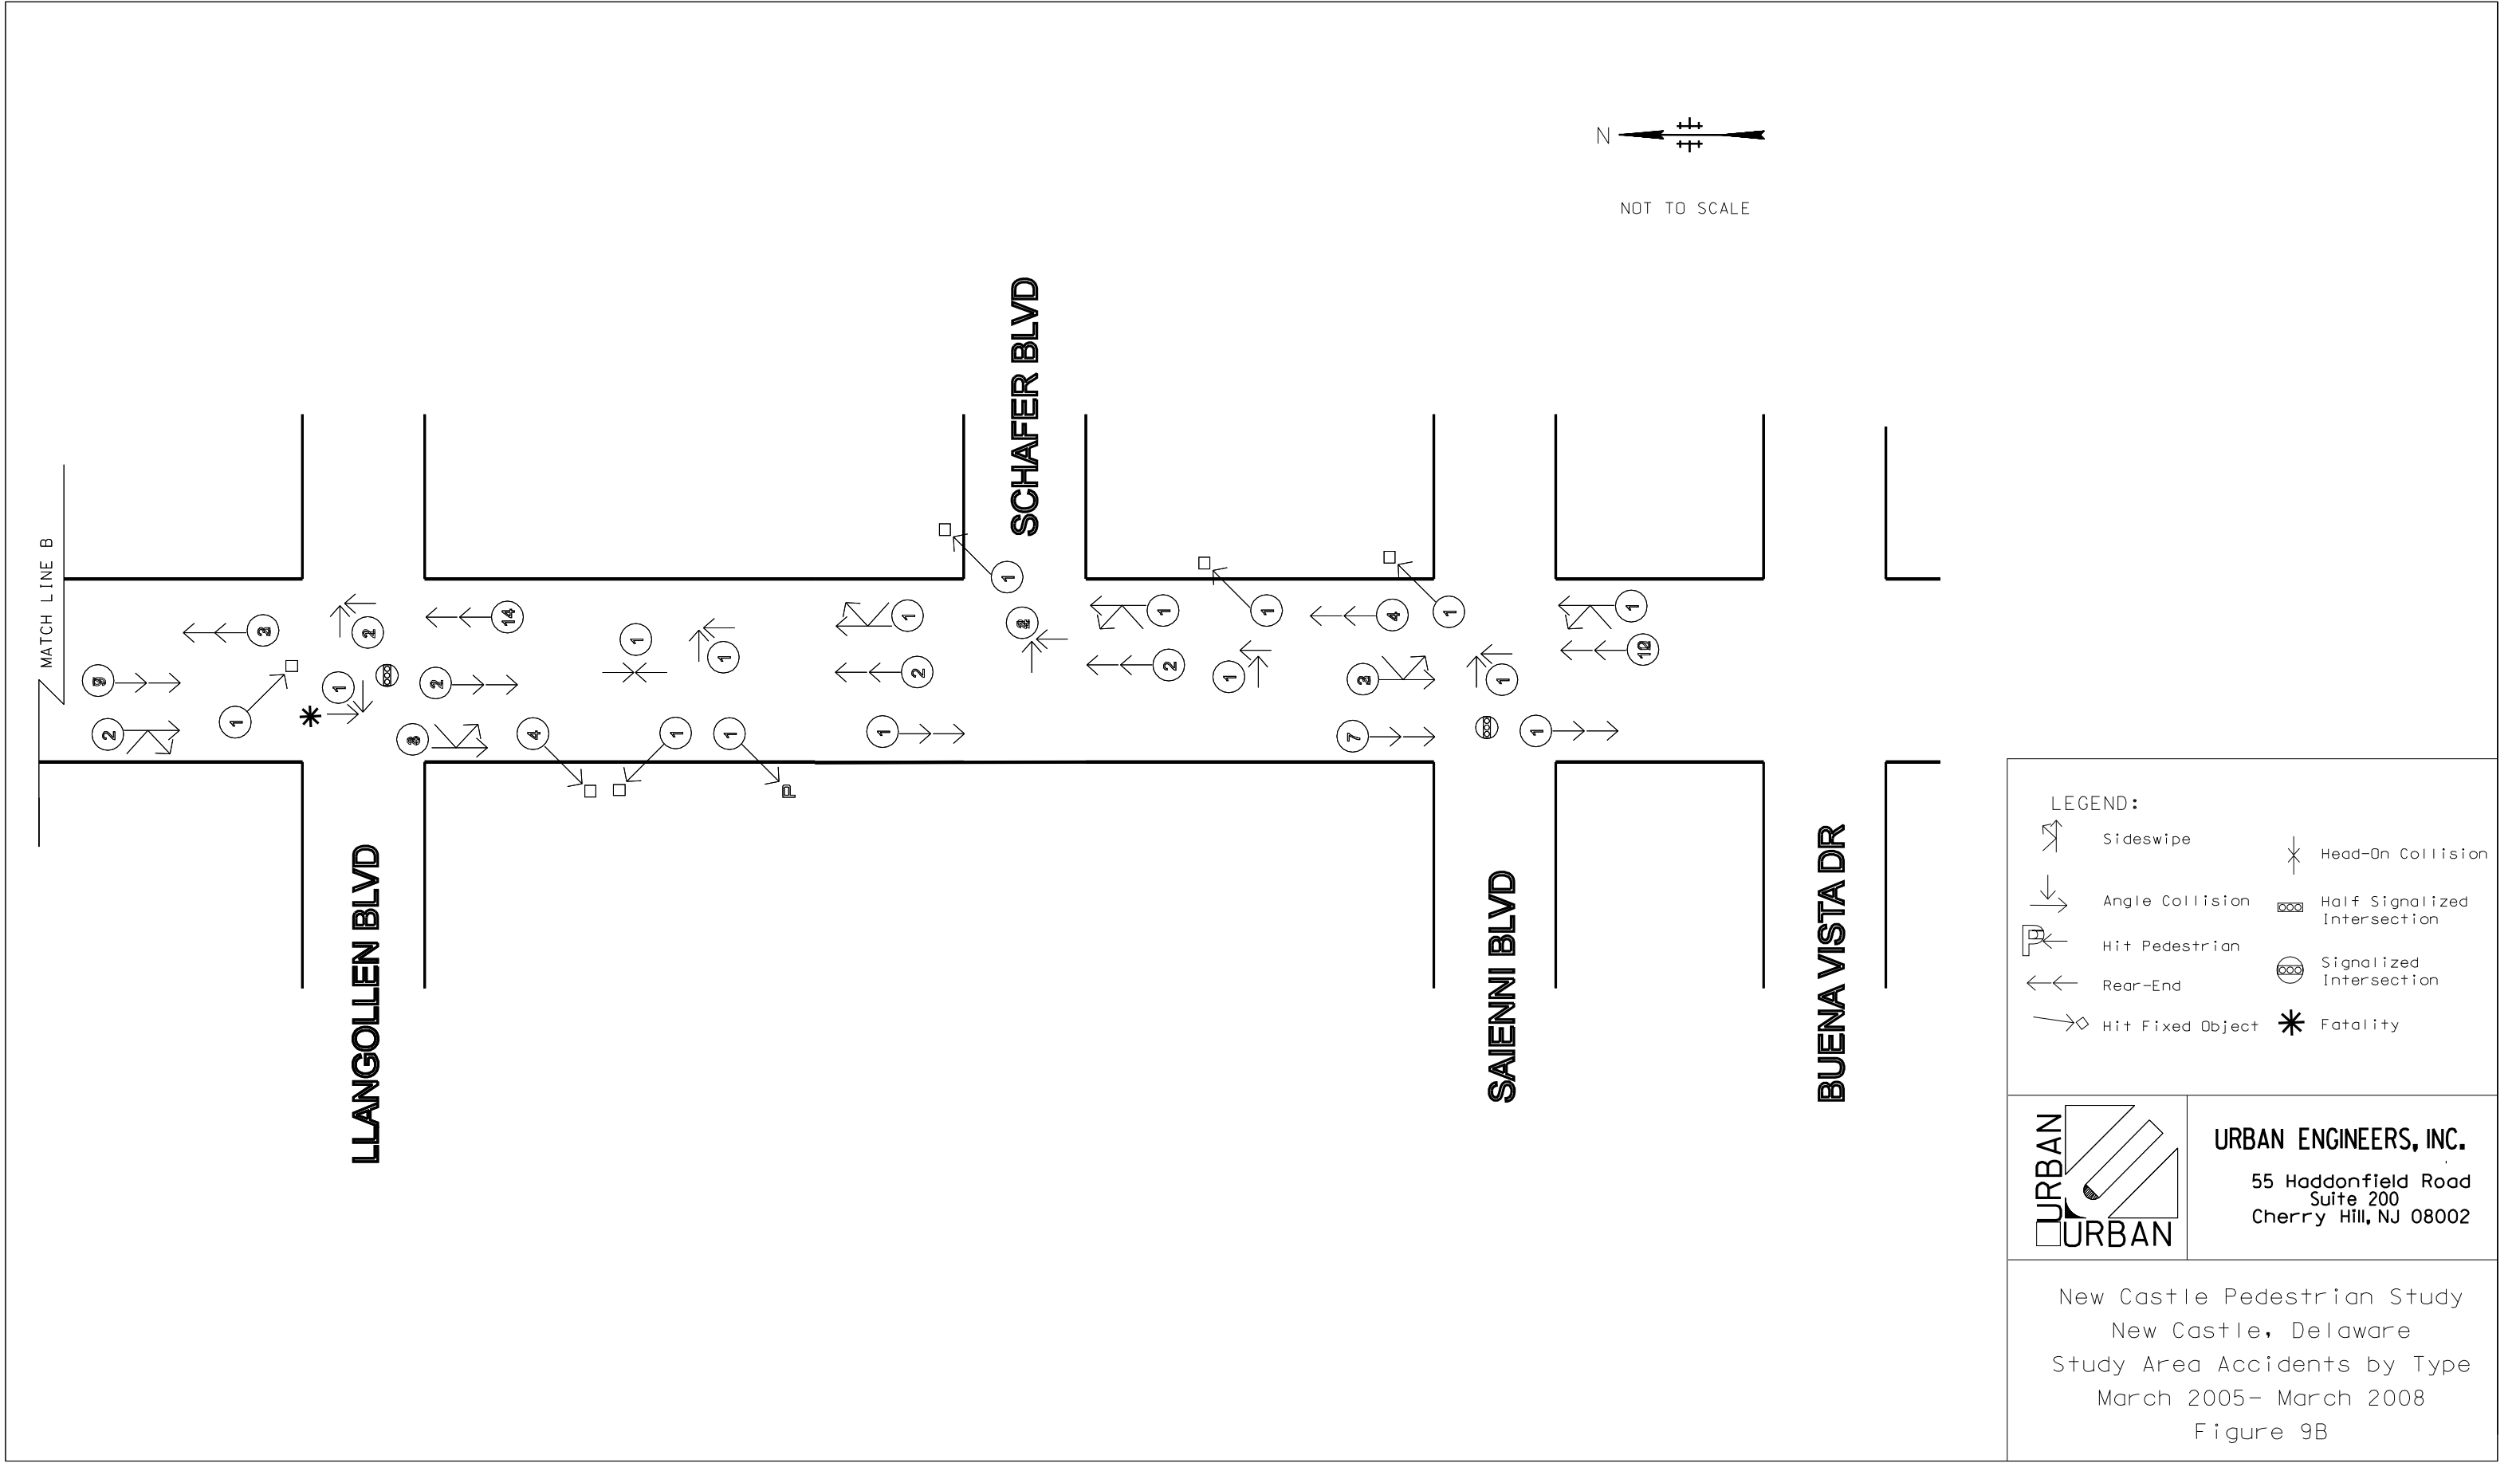 N
NOT TO SCALE
MATCH LINE B
SCHAFER BLVD
1
1
1
3
2
14
1
1
1
1
1
4
1
1
2
2
1
2
1
3
1
12
1
2
2
1
4
1
1
1
7
1
LLANGOLLEN BLVD
SAIENNI BLVD
BUENA VISTA DR
P
LEGEND:
Sideswipe
Head-On Collision
Angle Collision
Half Signalized
Intersection
P
Hit Pedestrian
Signalized
Intersection
Rear-End
Hit Fixed Object
Fatality
URBAN
URBAN
URBAN ENGINEERS, INC.
55 Haddonfield Road
Suite 200
Cherry Hill, NJ 08002
New Castle Pedestrian Study
New Castle, Delaware
Study Area Accidents by Type
March 2005- March 2008
Figure 9B